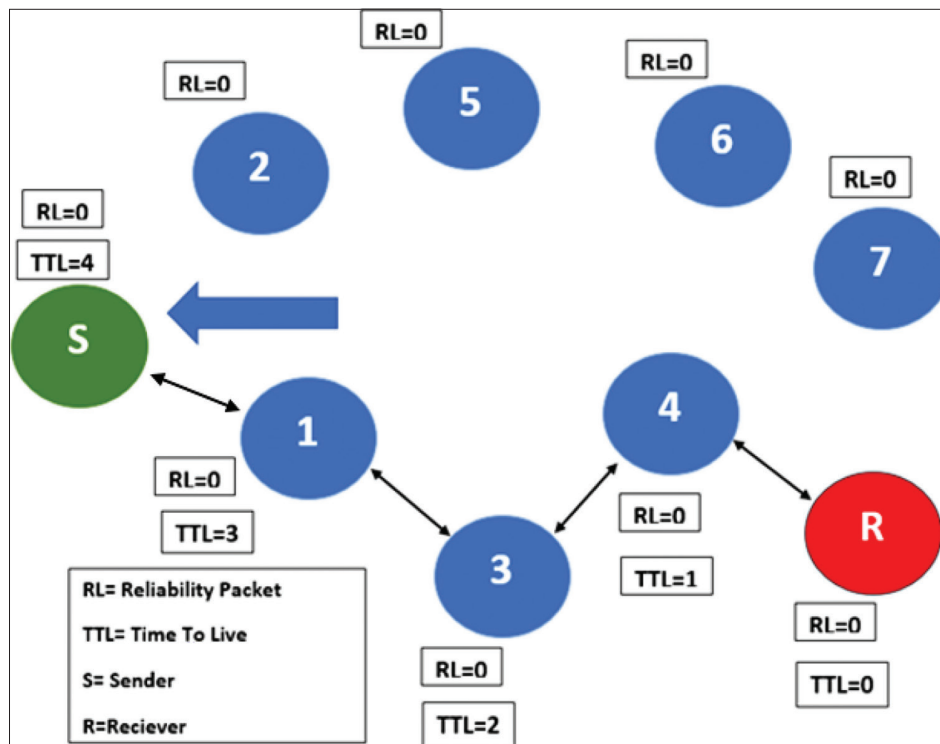 RL=0
5
RL=0
6
RL=0
2
RL=0
7
RL=0
TTL=4
S
1
RL=0
TTL=3
3
RL=0
TTL=2
4
RL=0
TTL=1
R
RL=0
TTL=0
RL= Reliability Packet
TTL= Time To Live
S= Sender
R=Reciever